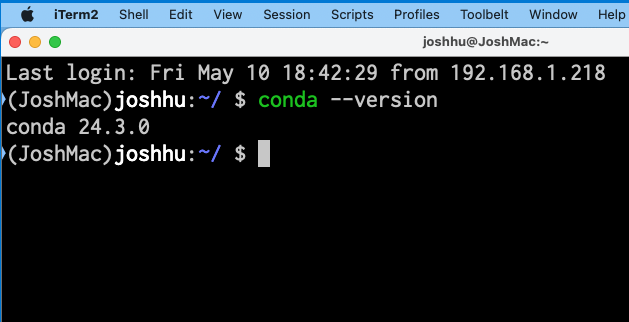 iTerm2 Shell Edit View Session Scripts Profiles Toolbelt Window Help
joshhu@JoshMac:~
Last login: Fri May 10 18:42:29 from 192.168.1.218
(JoshMac)joshhu:~/ $ conda --version
conda 24.3.0
(JoshMac)joshhu:~/ $